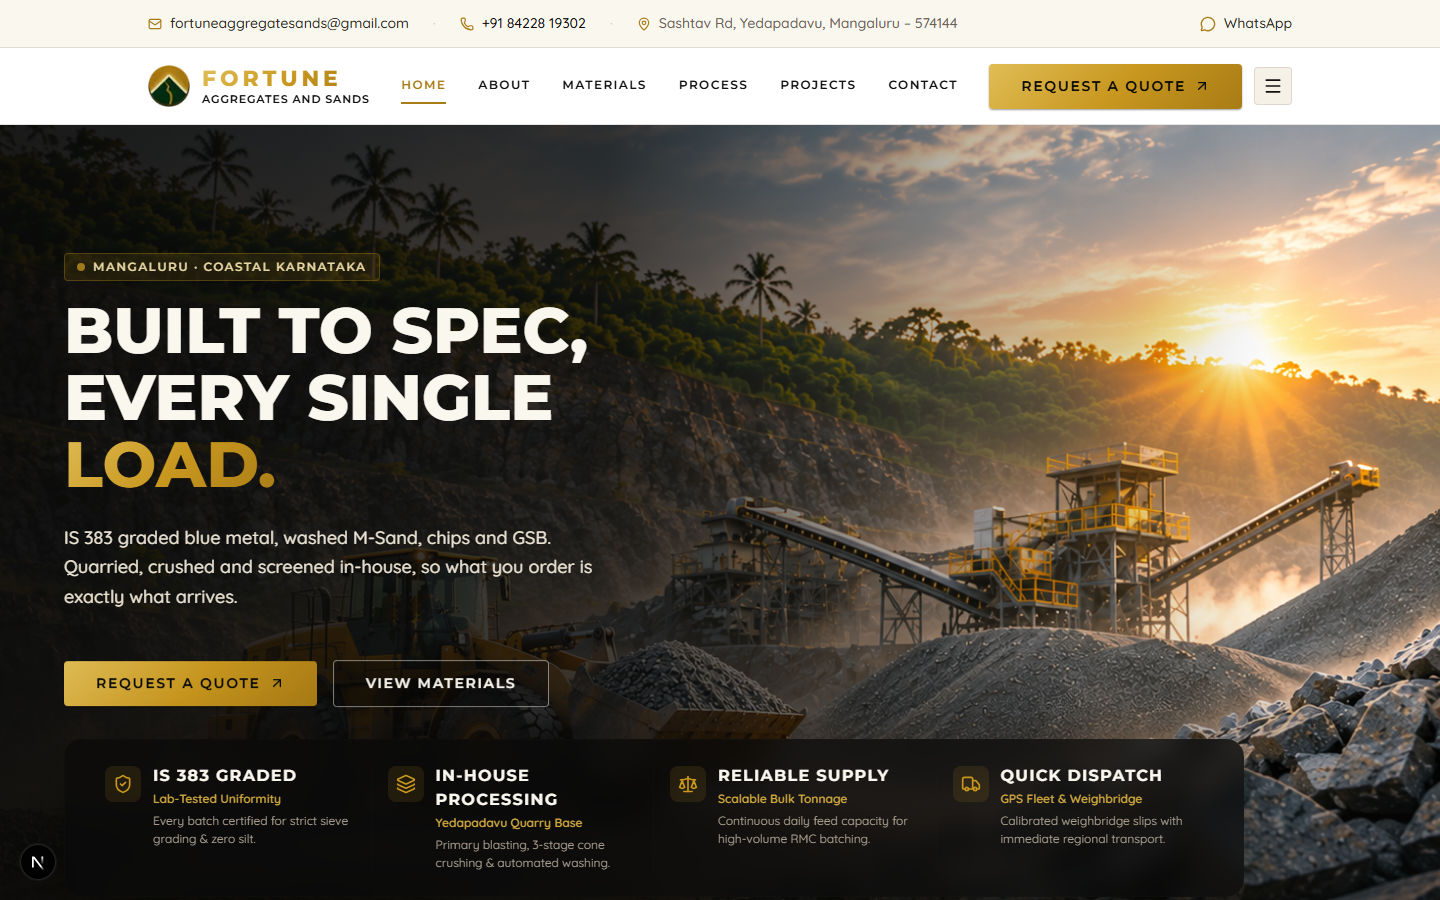 fortuneaggregatesands@gmail.com
+91 84228 19302
Sashtav Rd, Yedapadavu, Mangaluru – 574144
WhatsApp
FORTUNE
AGGREGATES AND SANDS
HOME
ABOUT
MATERIALS
PROCESS
PROJECTS
CONTACT
REQUEST A QUOTE
MANGALURU · COASTAL KARNATAKA
BUILT TO SPEC,
EVERY SINGLE
LOAD.
IS 383 graded blue metal, washed M-Sand, chips and GSB.
Quarried, crushed and screened in-house, so what you order is
exactly what arrives.
REQUEST A QUOTE
VIEW MATERIALS
IS 383 GRADED
Lab-Tested Uniformity
Every batch certified for strict sieve
grading & zero silt.
IN-HOUSE
PROCESSING
Yedapadavu Quarry Base
Primary blasting, 3-stage cone
crushing & automated washing.
RELIABLE SUPPLY
Scalable Bulk Tonnage
Continuous daily feed capacity for
high-volume RMC batching.
QUICK DISPATCH
GPS Fleet & Weighbridge
Calibrated weighbridge slips with
immediate regional transport.
N